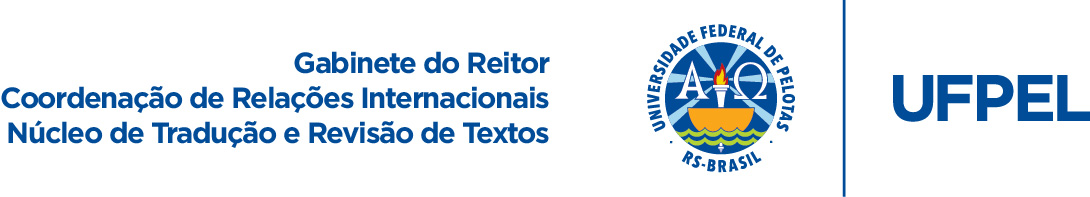 Gabinete do Reitor
Coordenação de Relações Internacionais
Núcleo de Tradução e Revisão de Textos
UNIVERSIDADE FEDERAL DE PELOTAS
Α Ω
· RS-BRASIL ·
UFPEL